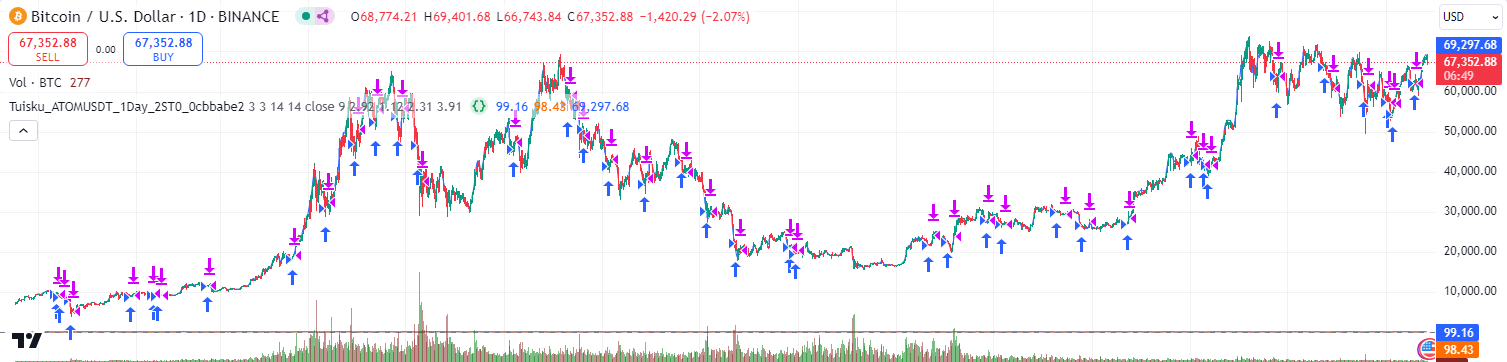 Bitcoin / U.S. Dollar · 1D · BINANCE O68,774.21 H69,401.68 L66,743.84 C67,352.88 −1,420.29 (−2.07%)
USD
67,352.88 SELL
0.00
67,352.88 BUY
69,297.68
67,352.88
06:49
Vol · BTC 277
Tuisku_ATOMUSDT_1Day_2ST0_0cbbabe2 3 3 14 14 close 9 2.92 1.12 2.31 3.91 99.16 98.43 69,297.68
60,000.00
50,000.00
40,000.00
30,000.00
20,000.00
10,000.00
99.16
98.43